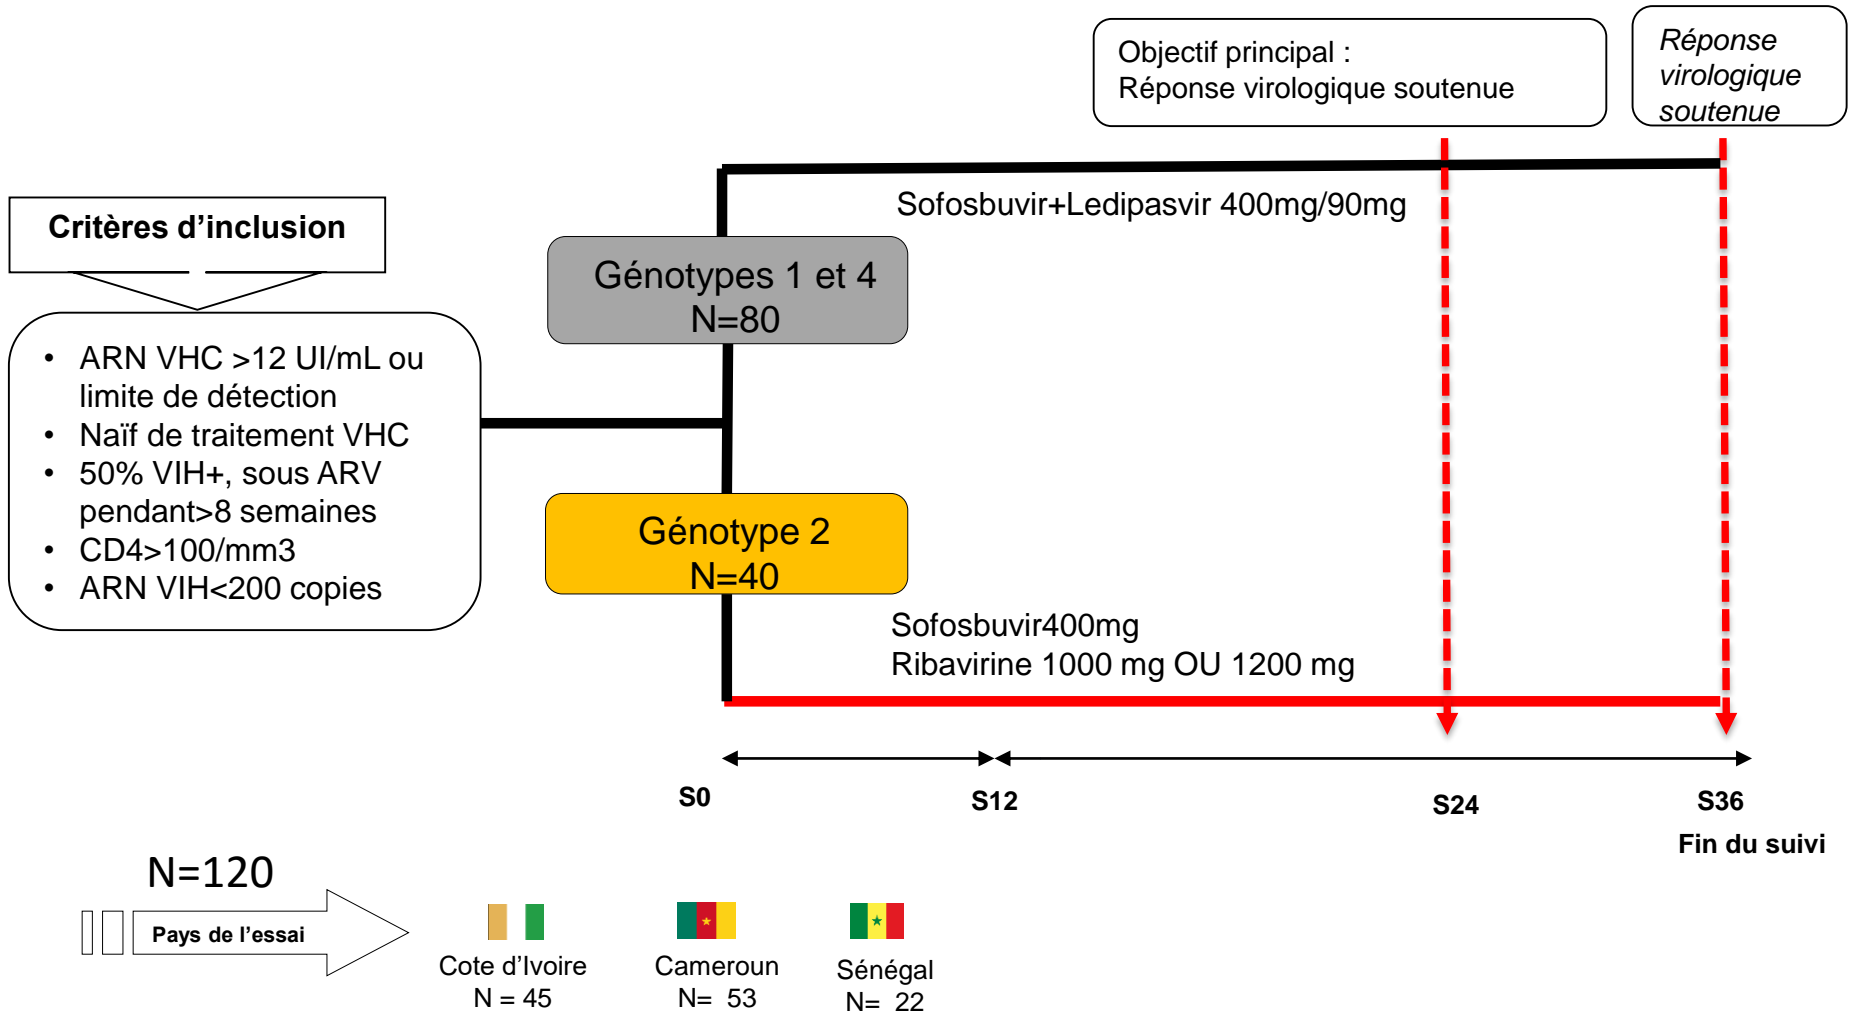 Objectif principal :
Réponse virologique soutenue
Réponse
virologique
soutenue
Critères d’inclusion
• ARN VHC >12 UI/mL ou
limite de détection
• Naïf de traitement VHC
• 50% VIH+, sous ARV
pendant>8 semaines
• CD4>100/mm3
• ARN VIH<200 copies
Sofosbuvir+Ledipasvir 400mg/90mg
Génotypes 1 et 4
N=80
Génotype 2
N=40
Sofosbuvir400mg
Ribavirine 1000 mg OU 1200 mg
S0
S12
S24
S36
Fin du suivi
N=120
Pays de l’essai
Cote d’Ivoire
N = 45
Cameroun
N= 53
Sénégal
N= 22